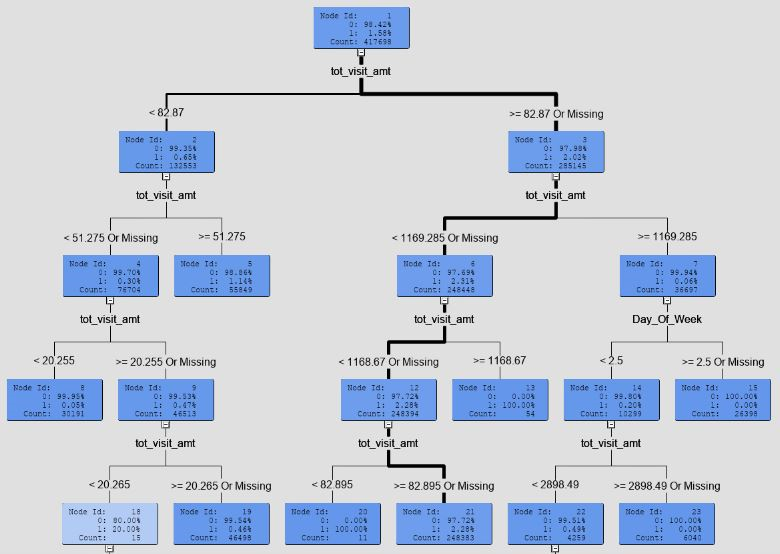 Node Id: 1
0: 98.42%
1: 1.58%
Count: 417698
tot_visit_amt
< 82.87
>= 82.87 Or Missing
Node Id: 2
0: 99.35%
1: 0.65%
Count: 132553
Node Id: 3
0: 97.98%
1: 2.02%
Count: 285145
tot_visit_amt
tot_visit_amt
< 51.275 Or Missing
>= 51.275
< 1169.285 Or Missing
>= 1169.285
Node Id: 4
0: 99.70%
1: 0.30%
Count: 76704
Node Id: 5
0: 98.86%
1: 1.14%
Count: 55849
Node Id: 6
0: 97.69%
1: 2.31%
Count: 248448
Node Id: 7
0: 99.94%
1: 0.06%
Count: 36697
tot_visit_amt
tot_visit_amt
Day_Of_Week
< 20.255
>= 20.255 Or Missing
< 1168.67 Or Missing
>= 1168.67
< 2.5
>= 2.5 Or Missing
Node Id: 8
0: 99.95%
1: 0.05%
Count: 30191
Node Id: 9
0: 99.53%
1: 0.47%
Count: 46513
Node Id: 12
0: 97.72%
1: 2.28%
Count: 248394
Node Id: 13
0: 0.00%
1: 100.00%
Count: 54
Node Id: 14
0: 99.80%
1: 0.20%
Count: 10299
Node Id: 15
0: 100.00%
1: 0.00%
Count: 26398
tot_visit_amt
tot_visit_amt
tot_visit_amt
< 20.265
>= 20.265 Or Missing
< 82.895
>= 82.895 Or Missing
< 2898.49
>= 2898.49 Or Missing
Node Id: 18
0: 80.00%
1: 20.00%
Count: 15
Node Id: 19
0: 99.54%
1: 0.46%
Count: 46498
Node Id: 20
0: 0.00%
1: 100.00%
Count: 11
Node Id: 21
0: 97.72%
1: 2.28%
Count: 248383
Node Id: 22
0: 99.51%
1: 0.49%
Count: 4259
Node Id: 23
0: 100.00%
1: 0.00%
Count: 6040